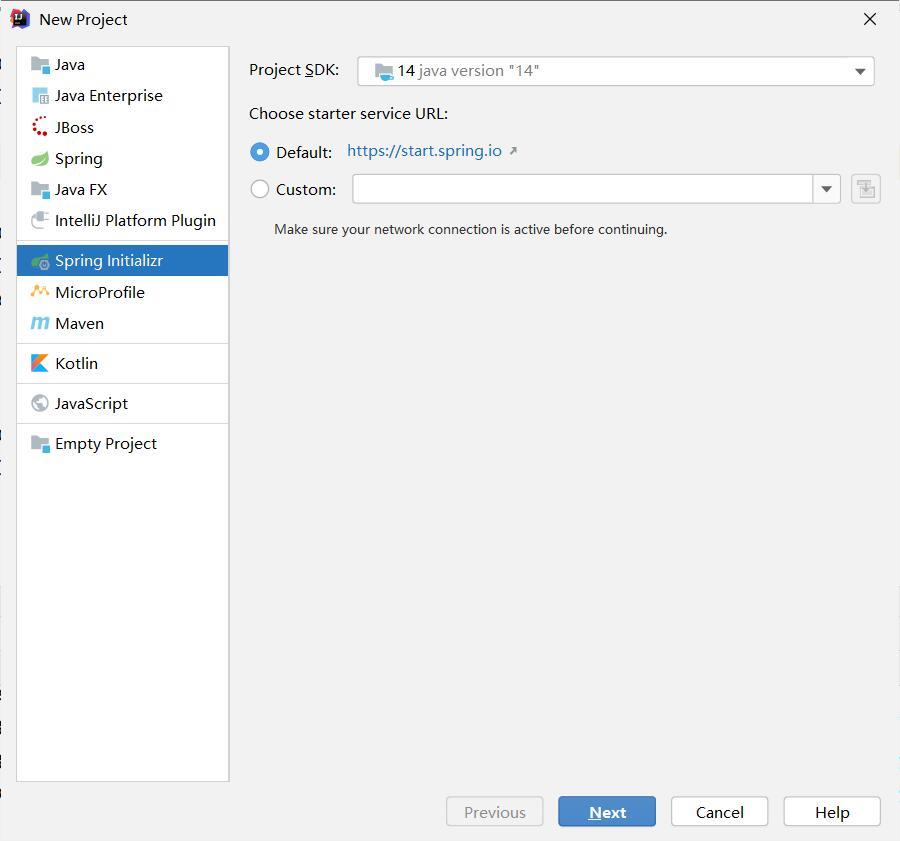 New Project
Java
Java Enterprise
JBoss
Spring
Java FX
IntelliJ Platform Plugin
Spring Initializr
MicroProfile
Maven
Kotlin
JavaScript
Empty Project
Project SDK: 14 java version "14"
Choose starter service URL:
Default: https://start.spring.io
Custom:
Make sure your network connection is active before continuing.
Previous Next Cancel Help